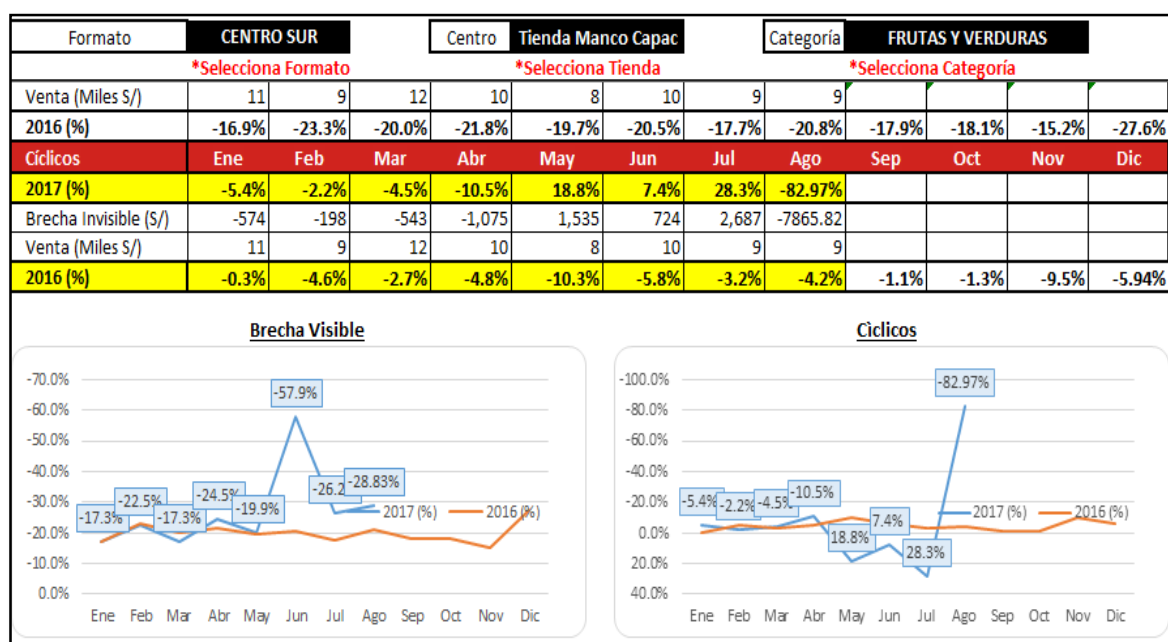 Formato CENTRO SUR Centro Tienda Manco Capac Categoría FRUTAS Y VERDURAS
*Selecciona Formato *Selecciona Tienda *Selecciona Categoría
Venta (Miles S/) 11 9 12 10 8 10 9 9
2016 (%) -16.9% -23.3% -20.0% -21.8% -19.7% -20.5% -17.7% -20.8% -17.9% -18.1% -15.2% -27.6%
Cíclicos Ene Feb Mar Abr May Jun Jul Ago Sep Oct Nov Dic
2017 (%) -5.4% -2.2% -4.5% -10.5% 18.8% 7.4% 28.3% -82.97%
Brecha Invisible (S/) -574 -198 -543 -1,075 1,535 724 2,687 -7865.82
Venta (Miles S/) 11 9 12 10 8 10 9 9
2016 (%) -0.3% -4.6% -2.7% -4.8% -10.3% -5.8% -3.2% -4.2% -1.1% -1.3% -9.5% -5.94%
Brecha Visible
-70.0%
-60.0%
-50.0%
-40.0%
-30.0%
-20.0%
-10.0%
0.0%
-17.3% -22.5% -17.3% -24.5% -19.9% -57.9% -26.2 -28.83%
2017 (%) 2016 (%)
Ene Feb Mar Abr May Jun Jul Ago Sep Oct Nov Dic
Cìclicos
-100.0%
-80.0%
-60.0%
-40.0%
-20.0%
0.0%
20.0%
40.0%
-5.4% -2.2% -4.5% -10.5% 18.8% 7.4% 28.3% -82.97%
2017 (%) 2016 (%)
Ene Feb Mar Abr May Jun Jul Ago Sep Oct Nov Dic